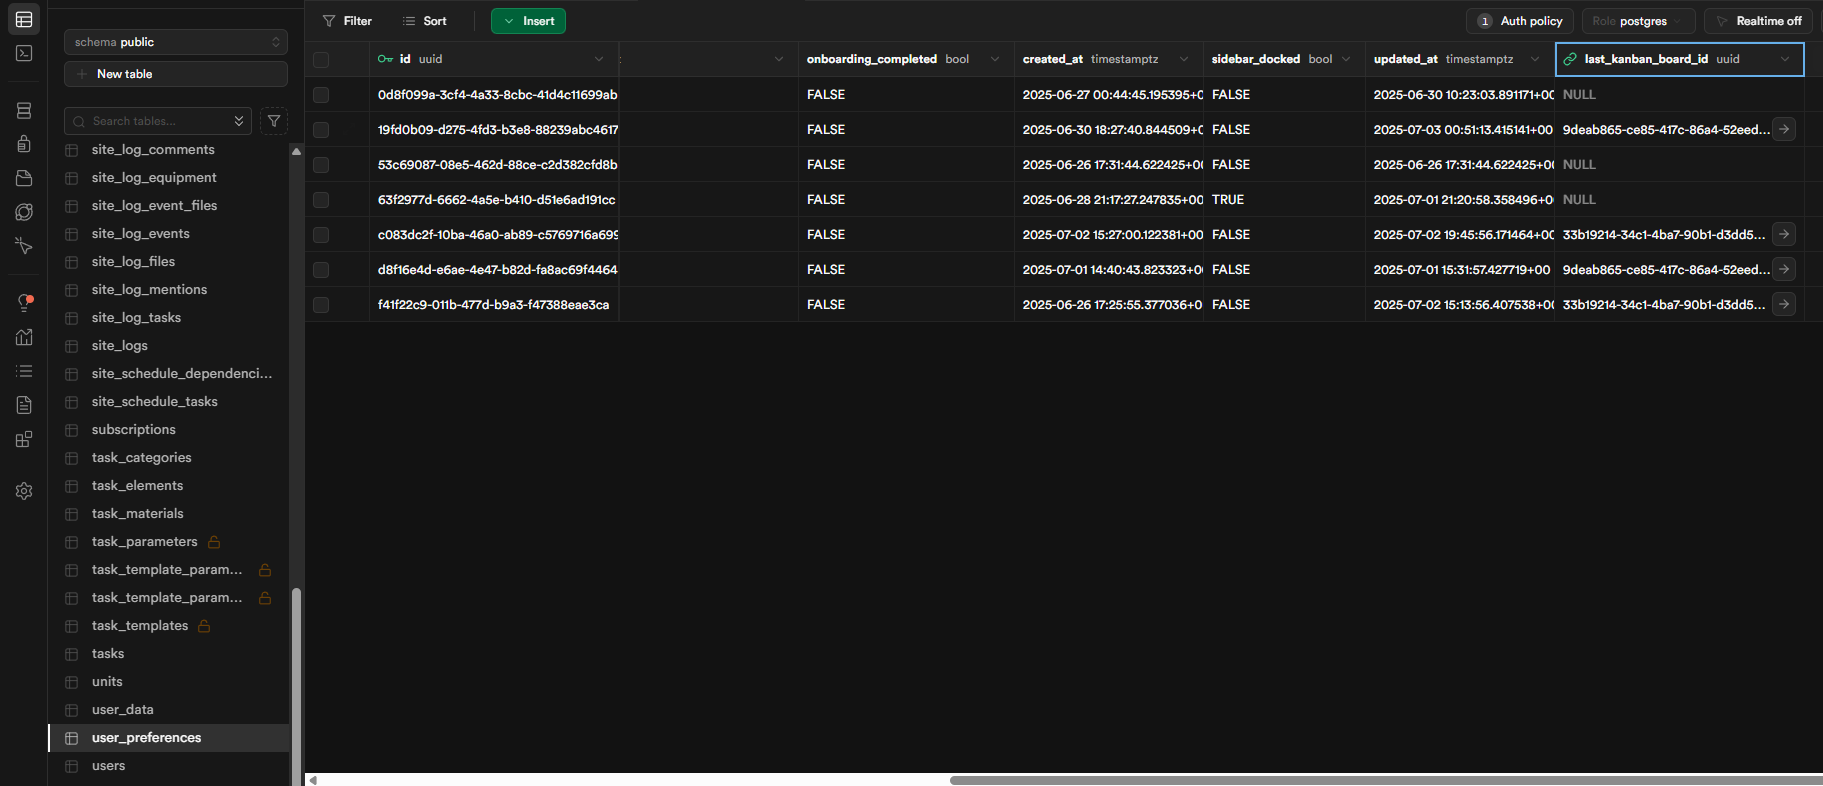 schema public
New table
Search tables...
site_log_comments
site_log_equipment
site_log_event_files
site_log_events
site_log_files
site_log_mentions
site_log_tasks
site_logs
site_schedule_dependenci...
site_schedule_tasks
subscriptions
task_categories
task_elements
task_materials
task_parameters
task_template_param...
task_template_param...
task_templates
tasks
units
user_data
user_preferences
users
Filter Sort Insert 1 Auth policy Role postgres Realtime off
id uuid onboarding_completed bool created_at timestamptz sidebar_docked bool updated_at timestamptz last_kanban_board_id uuid
0d8f099a-3cf4-4a33-8cbc-41d4c11699ab FALSE 2025-06-27 00:44:45.195395+0 FALSE 2025-06-30 10:23:03.891171+00 NULL
19fd0b09-d275-4fd3-b3e8-88239abc4617 FALSE 2025-06-30 18:27:40.844509+0 FALSE 2025-07-03 00:51:13.415141+00 9deab865-ce85-417c-86a4-52eed...
53c69087-08e5-462d-88ce-c2d382cfd8b FALSE 2025-06-26 17:31:44.622425+00 FALSE 2025-06-26 17:31:44.622425+00 NULL
63f2977d-6662-4a5e-b410-d51e6ad191cc FALSE 2025-06-28 21:17:27.247835+00 TRUE 2025-07-01 21:20:58.358496+0 NULL
c083dc2f-10ba-46a0-ab89-c5769716a699 FALSE 2025-07-02 15:27:00.122381+00 FALSE 2025-07-02 19:45:56.171464+00 33b19214-34c1-4ba7-90b1-d3dd5...
d8f16e4d-e6ae-4e47-b82d-fa8ac69f4464 FALSE 2025-07-01 14:40:43.823323+0 FALSE 2025-07-01 15:31:57.427719+00 9deab865-ce85-417c-86a4-52eed...
f41f22c9-011b-477d-b9a3-f47388eae3ca FALSE 2025-06-26 17:25:55.377036+0 FALSE 2025-07-02 15:13:56.407538+00 33b19214-34c1-4ba7-90b1-d3dd5...